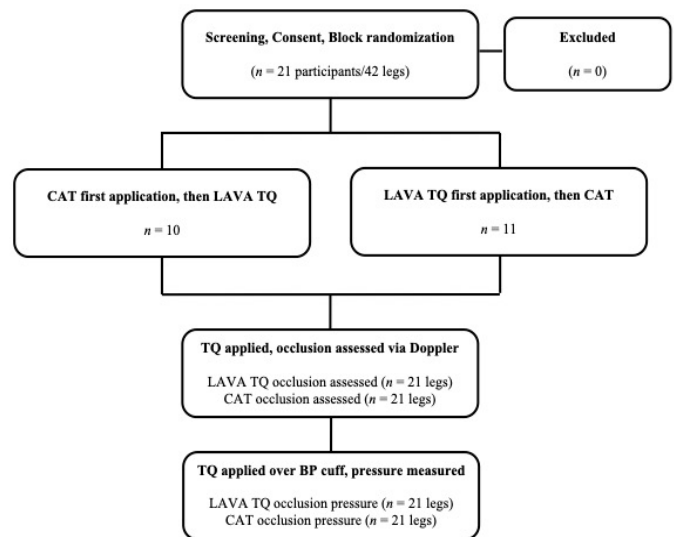 Screening, Consent, Block randomization
(n = 21 participants/42 legs)
Excluded
(n = 0)
CAT first application, then LAVA TQ
n = 10
LAVA TQ first application, then CAT
n = 11
TQ applied, occlusion assessed via Doppler
LAVA TQ occlusion assessed (n = 21 legs)
CAT occlusion assessed (n = 21 legs)
TQ applied over BP cuff, pressure measured
LAVA TQ occlusion pressure (n = 21 legs)
CAT occlusion pressure (n = 21 legs)